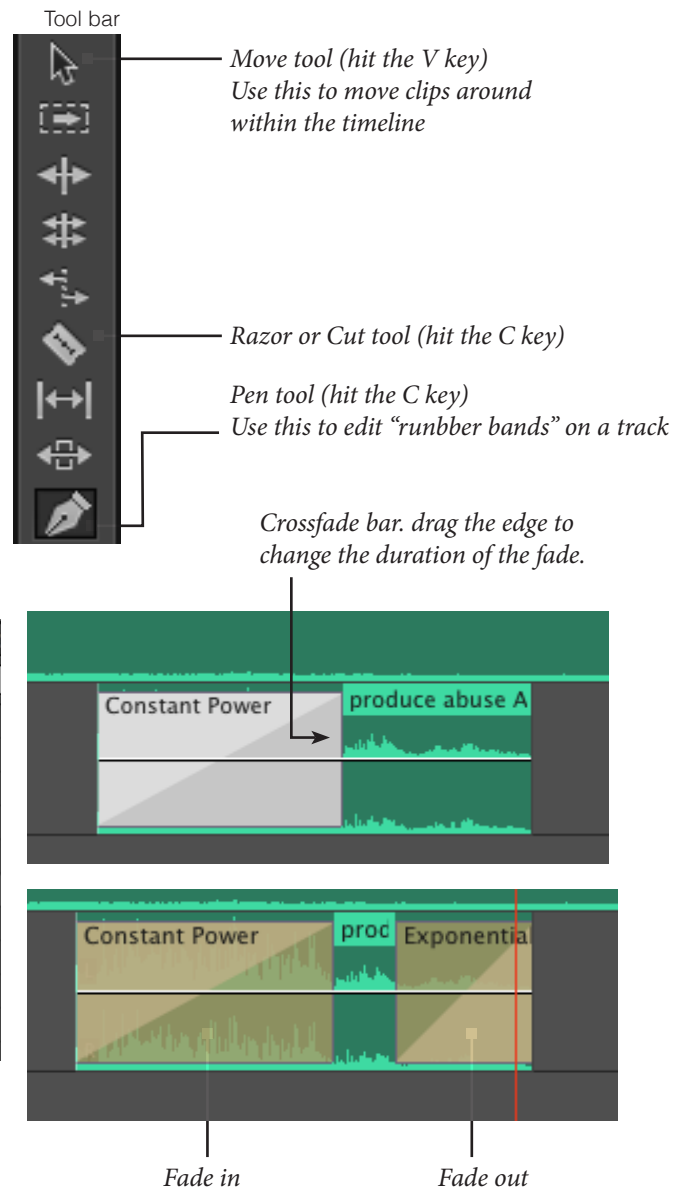 Tool bar
Move tool (hit the V key)
Use this to move clips around
within the timeline
Razor or Cut tool (hit the C key)
Pen tool (hit the C key)
Use this to edit “runbber bands” on a track
Crossfade bar. drag the edge to
change the duration of the fade.
Constant Power
produce abuse A
Constant Power
prod
Exponential
Fade in
Fade out